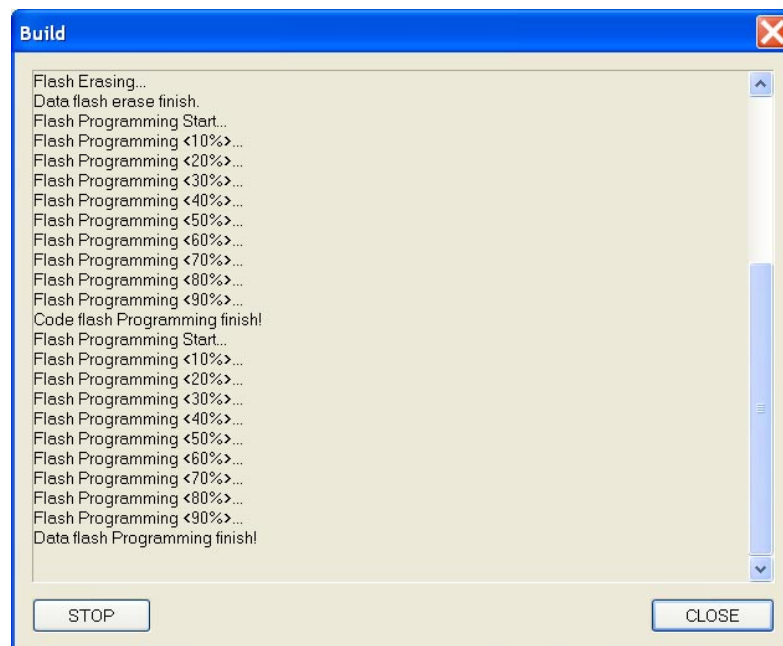 Build
Flash Erasing...
Data flash erase finish.
Flash Programming Start...
Flash Programming <10%>...
Flash Programming <20%>...
Flash Programming <30%>...
Flash Programming <40%>...
Flash Programming <50%>...
Flash Programming <60%>...
Flash Programming <70%>...
Flash Programming <80%>...
Flash Programming <90%>...
Code flash Programming finish!
Flash Programming Start...
Flash Programming <10%>...
Flash Programming <20%>...
Flash Programming <30%>...
Flash Programming <40%>...
Flash Programming <50%>...
Flash Programming <60%>...
Flash Programming <70%>...
Flash Programming <80%>...
Flash Programming <90%>...
Data flash Programming finish!
STOP
CLOSE